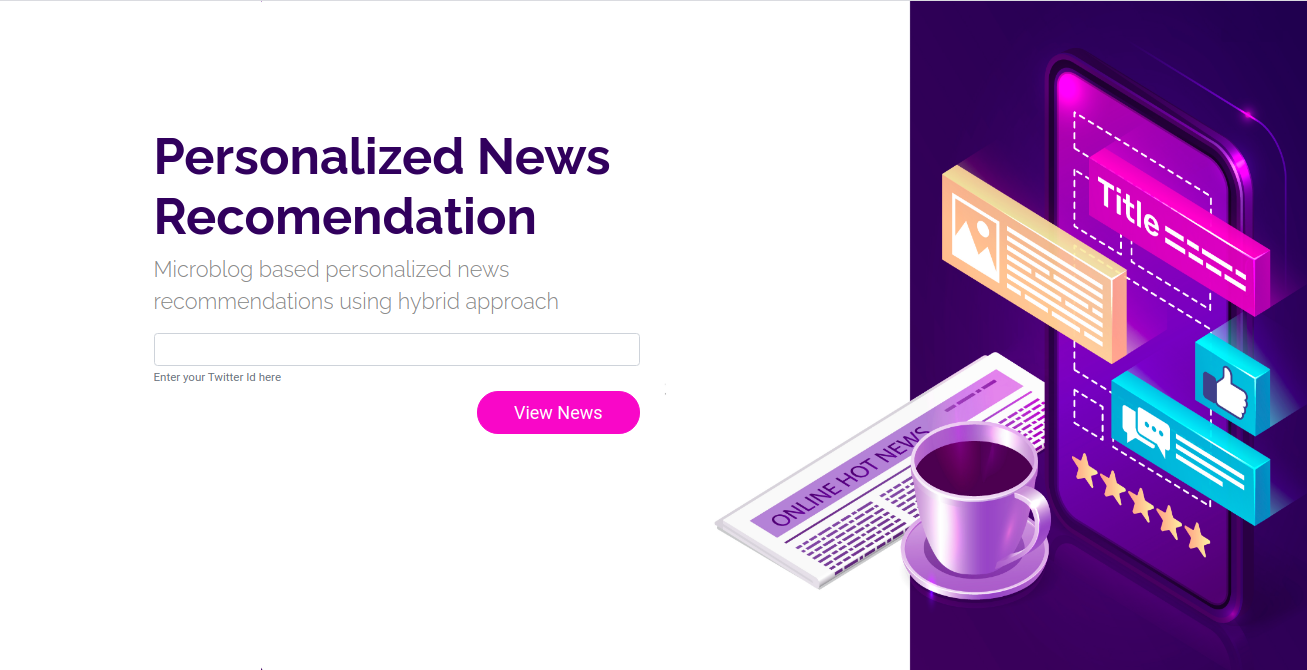 Personalized News
Recomendation
Microblog based personalized news
recommendations using hybrid approach
Enter your Twitter Id here
View News
ONLINE HOT NEWS
Title